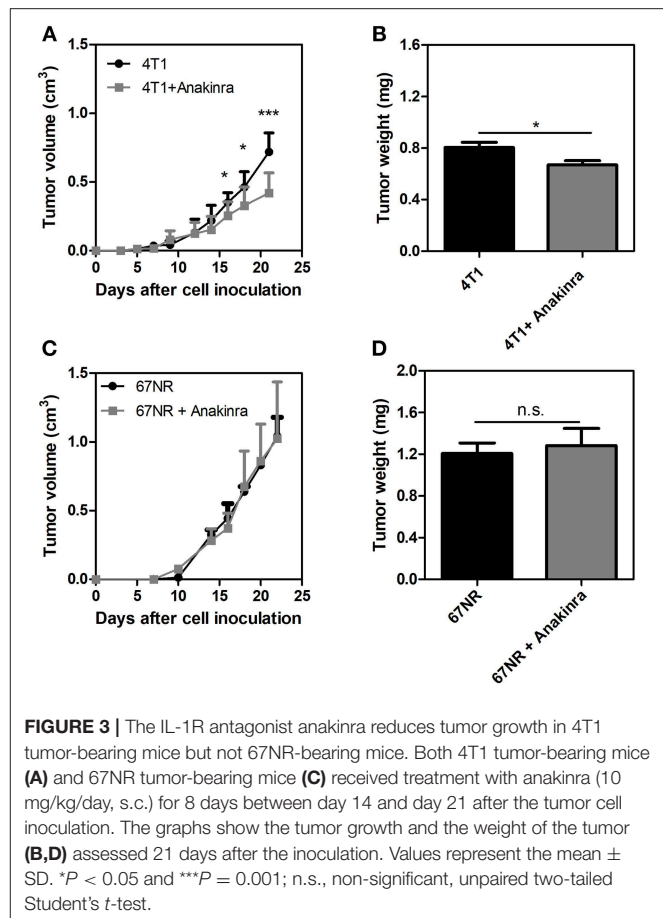 A
Tumor volume (cm³)
1.5
1.0
0.5
0.0
4T1
4T1+Anakinra
*
*
***
0 5 10 15 20 25
Days after cell inoculation
B
Tumor weight (mg)
1.6
1.2
0.8
0.4
0.0
*
4T1
4T1+ Anakinra
C
Tumor volume (cm³)
1.5
1.0
0.5
0.0
67NR
67NR + Anakinra
0 5 10 15 20 25
Days after cell inoculation
D
Tumor weight (mg)
2.0
1.6
1.2
0.8
0.4
0.0
n.s.
67NR
67NR + Anakinra
FIGURE 3 | The IL-1R antagonist anakinra reduces tumor growth in 4T1
tumor-bearing mice but not 67NR-bearing mice. Both 4T1 tumor-bearing mice
(A) and 67NR tumor-bearing mice (C) received treatment with anakinra (10
mg/kg/day, s.c.) for 8 days between day 14 and day 21 after the tumor cell
inoculation. The graphs show the tumor growth and the weight of the tumor
(B,D) assessed 21 days after the inoculation. Values represent the mean ±
SD. *P < 0.05 and ***P = 0.001; n.s., non-significant, unpaired two-tailed
Student's t-test.